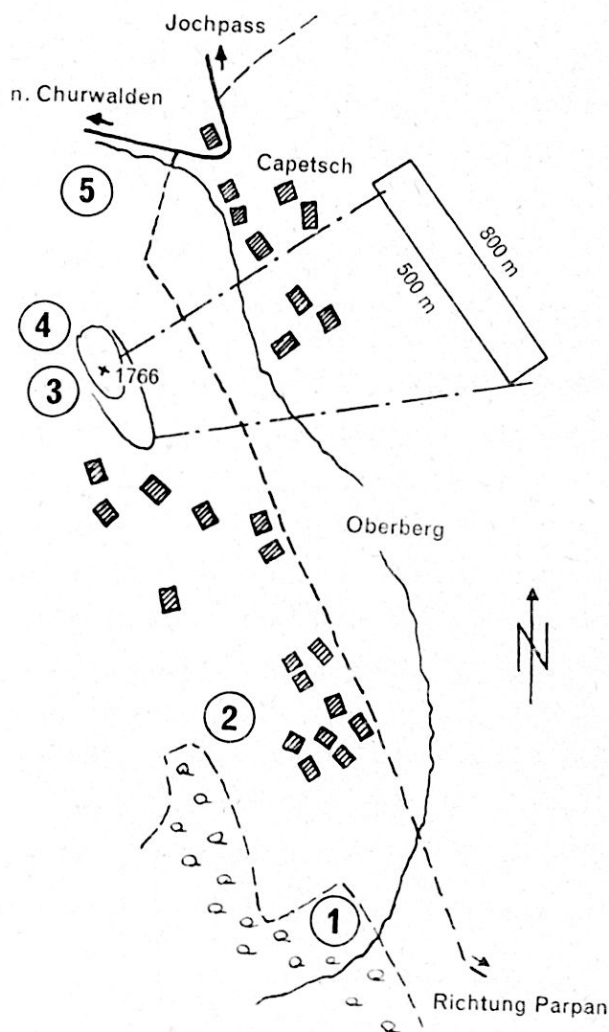 Jochpass
n. Churwalden
Capetsch
5
800 m
500 m
4
3
1766
Oberberg
N
2
1
Richtung Parpan